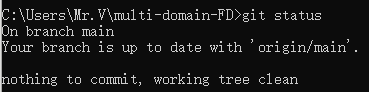 C:\Users\Mr.V\multi-domain-FD>git status
On branch main
Your branch is up to date with 'origin/main'.
nothing to commit, working tree clean